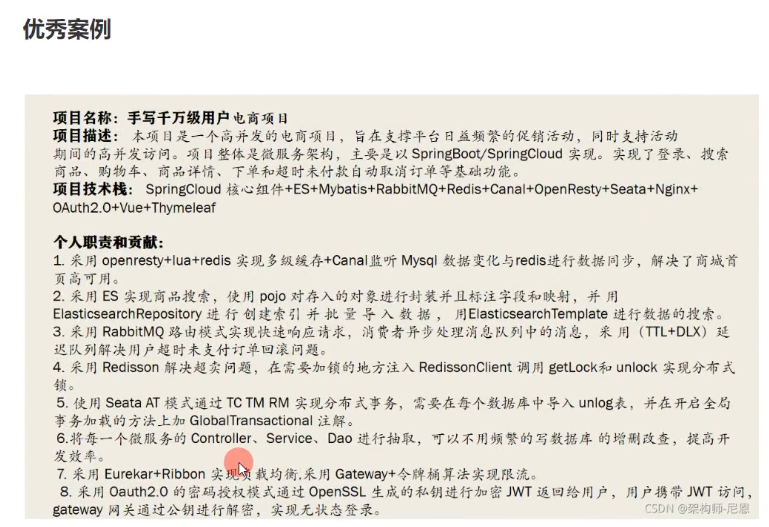 优秀案例
项目名称：手写千万级用户电商项目
项目描述： 本项目是一个高并发的电商项目，旨在支撑平台日益频繁的促销活动，同时支持活动
期间的高并发访问。项目整体是微服务架构，主要是以 SpringBoot/SpringCloud 实现。实现了登录、搜索
商品、购物车、商品详情、下单和超时未付款自动取消订单等基础功能。
项目技术栈： SpringCloud 核心组件+ES+Mybatis+RabbitMQ+Redis+Canal+OpenResty+Seata+Nginx+
OAuth2.0+Vue+Thymeleaf
个人职责和贡献：
1. 采用 openresty+lua+redis 实现多级缓存+Canal监听 Mysql 数据变化与redis进行数据同步，解决了商城首
页高可用。
2. 采用 ES 实现商品搜索，使用 pojo 对存入的对象进行封装并且标注字段和映射，并 用
ElasticsearchRepository 进 行 创建 索 引 并 批 量 导 入 数 据 ， 用ElasticsearchTemplate 进行数据的搜索。
3. 采用 RabbitMQ 路由模式实现快速响应请求，消费者异步处理消息队列中的消息，采 用（TTL+DLX）延
迟队列解决用户超时未支付订单回滚问题。
4. 采用 Redisson 解决超卖问题，在需要加锁的地方注入 RedissonClient 调用 getLock和 unlock 实现分布式
锁。
5. 使用 Seata AT 模式通过 TC TM RM 实现分布式事务，需要在每个数据库中导入 unlog表，并在开启全局
事务加载的方法上加 GlobalTransactional 注解。
6.将每一个微服务的 Controller、Service、Dao 进行抽取，可以不用频繁的写数据库 的增删改查，提高开
发效率。
7. 采用 Eurekar+Ribbon 实现负载均衡.采用 Gateway+令牌桶算法实现限流。
8. 采用 Oauth2.0 的密码授权模式通过 OpenSSL 生成的私钥进行加密 JWT 返回给用户，用户携带 JWT 访问，
gateway 网关通过公钥进行解密，实现无状态登录。
CSDN @架构师-尼恩